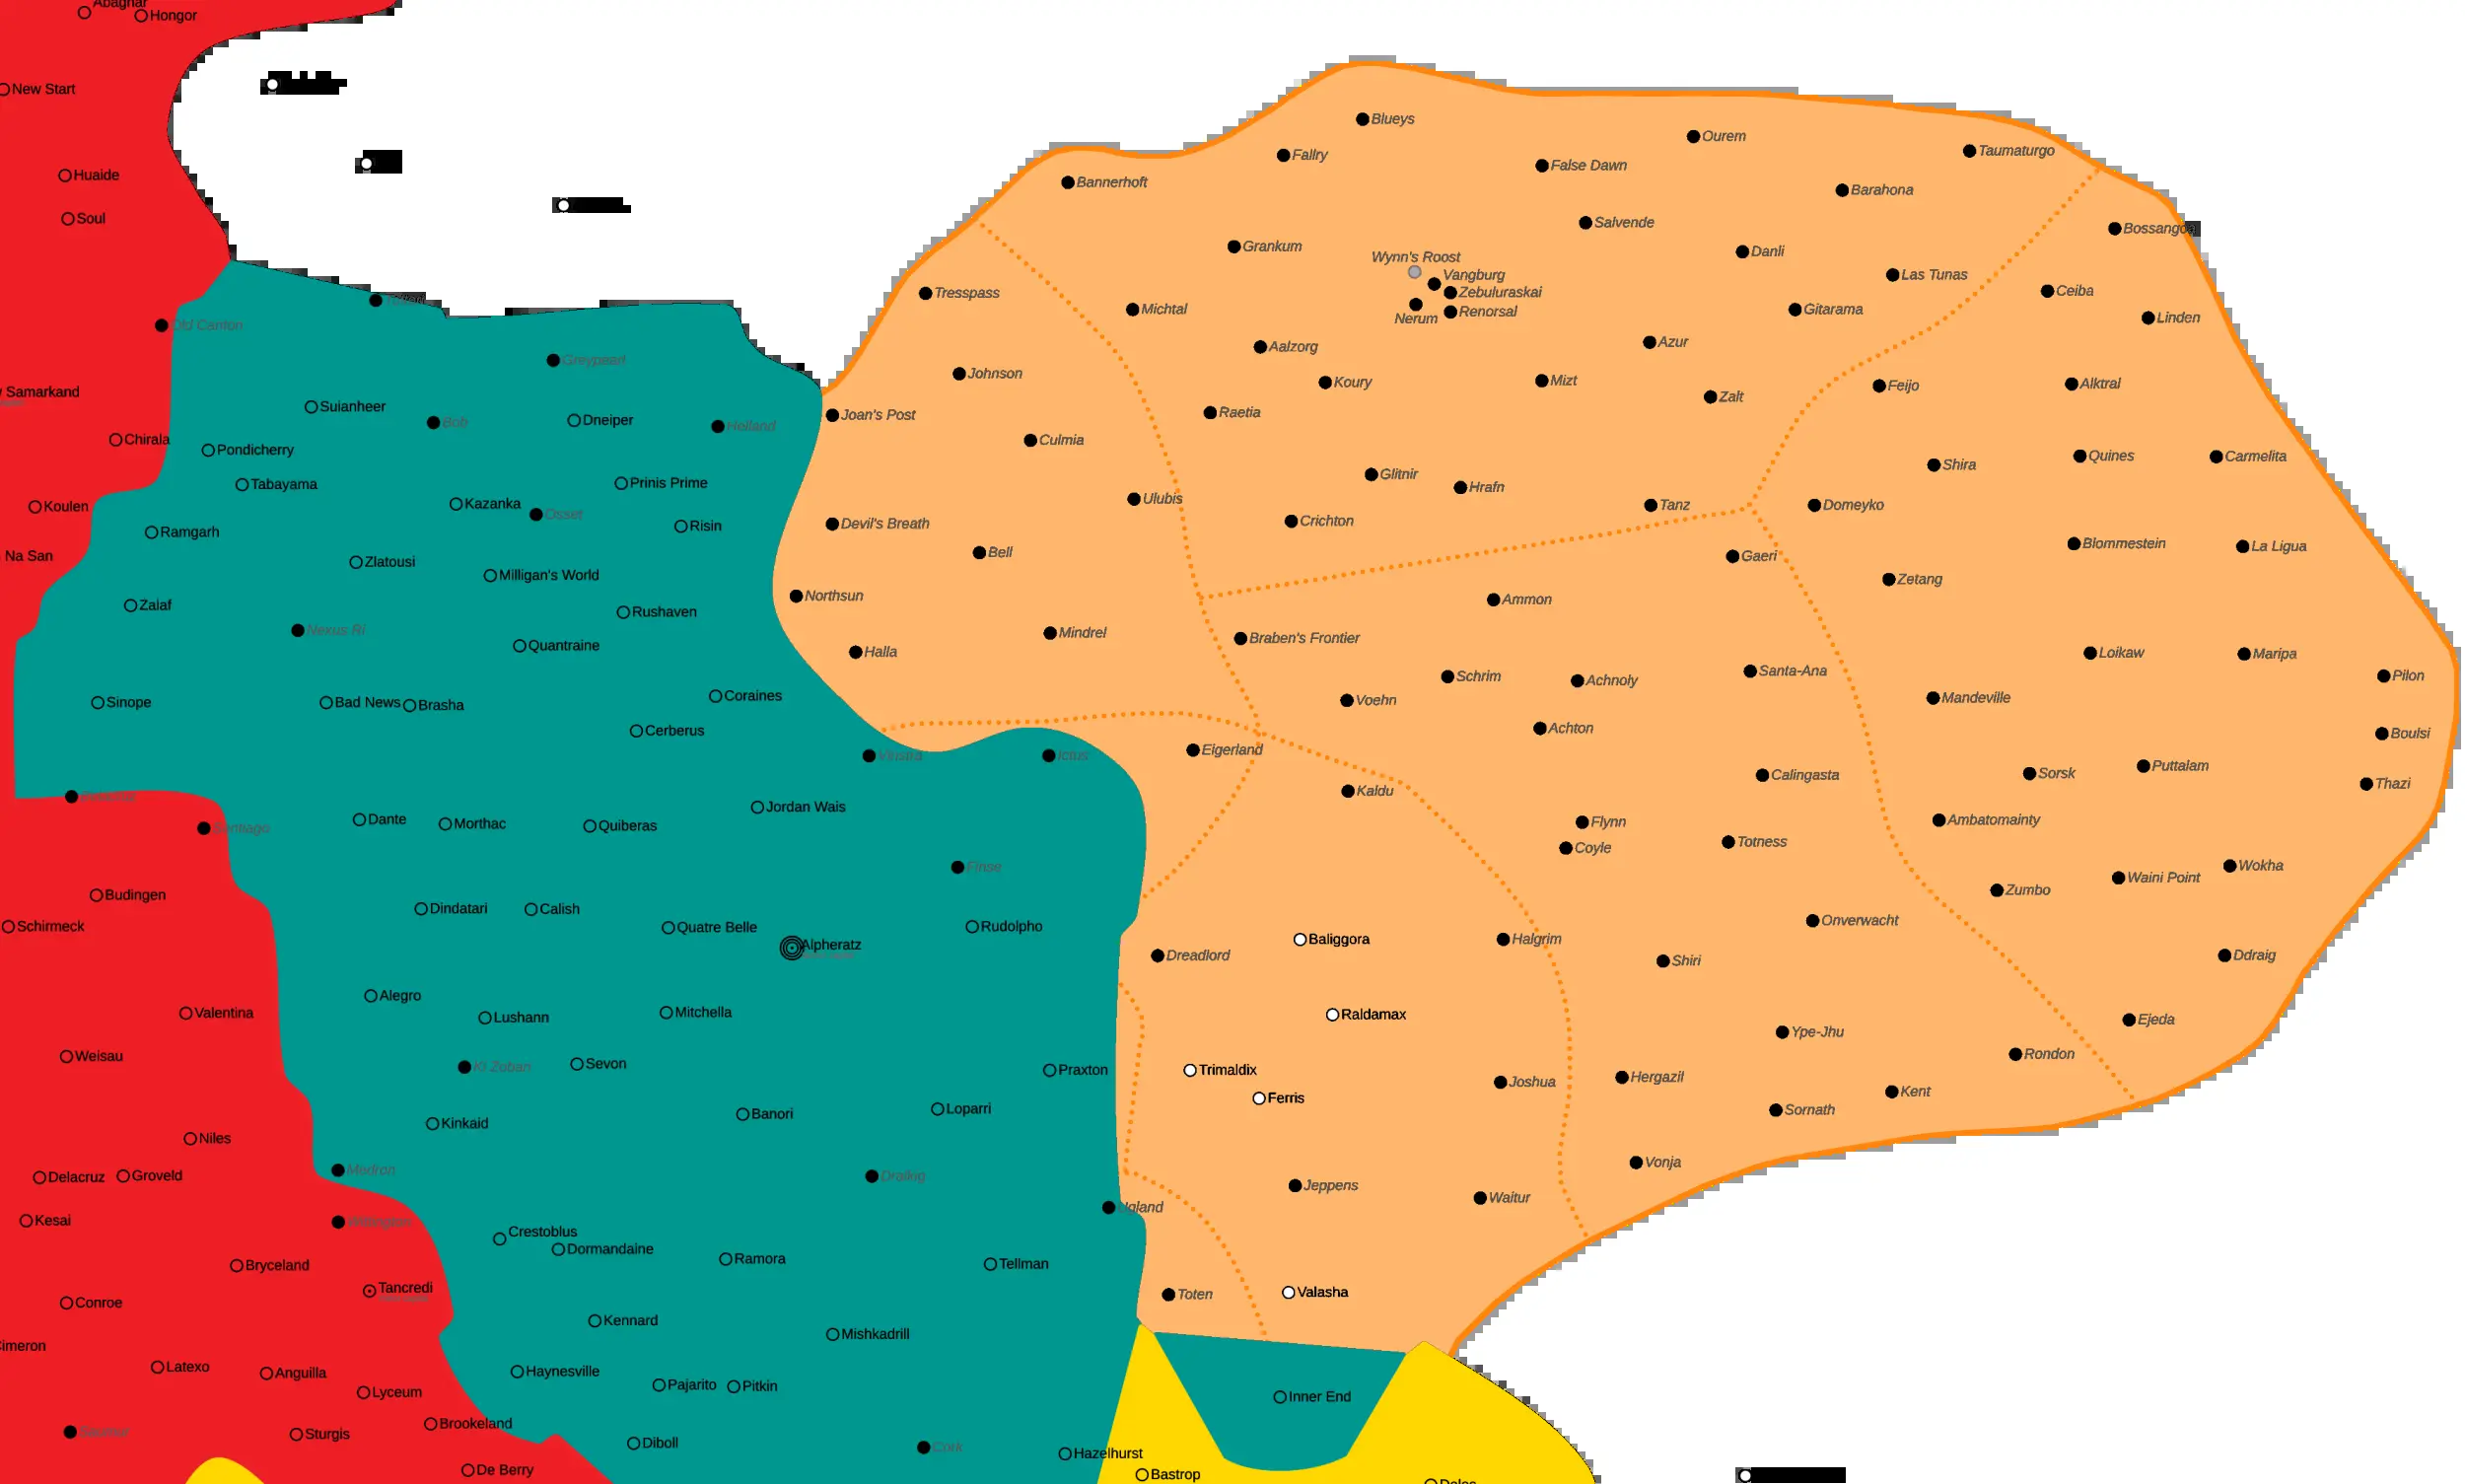 Abagnar
Hongor
New Start
Huaide
Soul
Old Canton
Samarkand
Chirala
Koulen
Na San
Greypearl
Suianheer
Bob
Dneiper
Helland
Pondicherry
Tabayama
Prinis Prime
Kazanka
Osset
Risin
Ramgarh
Zlatousi
Milligan's World
Zalaf
Rushaven
Nexus Ri
Quantraine
Sinope
Bad News
Brasha
Coraines
Cerberus
Vinsara
Ictus
Santiago
Dante
Morthac
Quiberas
Jordan Wais
Finse
Budingen
Schirmeck
Dindatari
Calish
Quatre Belle
Alpheratz
Rudolpho
Valentina
Alegro
Lushann
Mitchella
Weisau
Ki Zoban
Sevon
Praxton
Niles
Kinkaid
Banori
Loparri
Delacruz
Groveld
Medron
Draikig
Kesai
Crestoblus
Dormandaine
Ramora
Tellman
Bryceland
Tancredi
Conroe
Kennard
Mishkadrill
Latexo
Anguilla
Lyceum
Haynesville
Pajarito
Pitkin
Sturgis
Brookeland
Diboll
Cork
Hazelhurst
De Berry
Bastrop
Inner End
Blueys
Fallry
Bannerhoft
False Dawn
Ourem
Taumaturgo
Barahona
Salvende
Bossangoa
Grankum
Danli
Wynn's Roost
Vangburg
Las Tunas
Tresspass
Zebuluraskai
Ceiba
Michtal
Nerum
Renorsal
Gitarama
Linden
Aalzorg
Azur
Johnson
Koury
Mizt
Feijo
Alktral
Joan's Post
Raetia
Zalt
Culmia
Quines
Carmelita
Glitnir
Shira
Hrafn
Ulubis
Tanz
Domeyko
Devil's Breath
Crichton
Bell
Gaeri
Blommestein
La Ligua
Zetang
Northsun
Ammon
Mindrel
Braben's Frontier
Halla
Loikaw
Maripa
Schrim
Achnoly
Santa-Ana
Pilon
Voehn
Mandeville
Achton
Boulsi
Eigerland
Kaldu
Calingasta
Sorsk
Puttalam
Thazi
Flynn
Coyle
Totness
Ambatomainty
Wokha
Waini Point
Zumbo
Onverwacht
Dreadlord
Baliggora
Halgrim
Shiri
Ddraig
Raldamax
Ype-Jhu
Ejeda
Rondon
Trimaldix
Ferris
Joshua
Hergazil
Kent
Sornath
Vonja
Jeppens
Waitur
Toten
Valasha